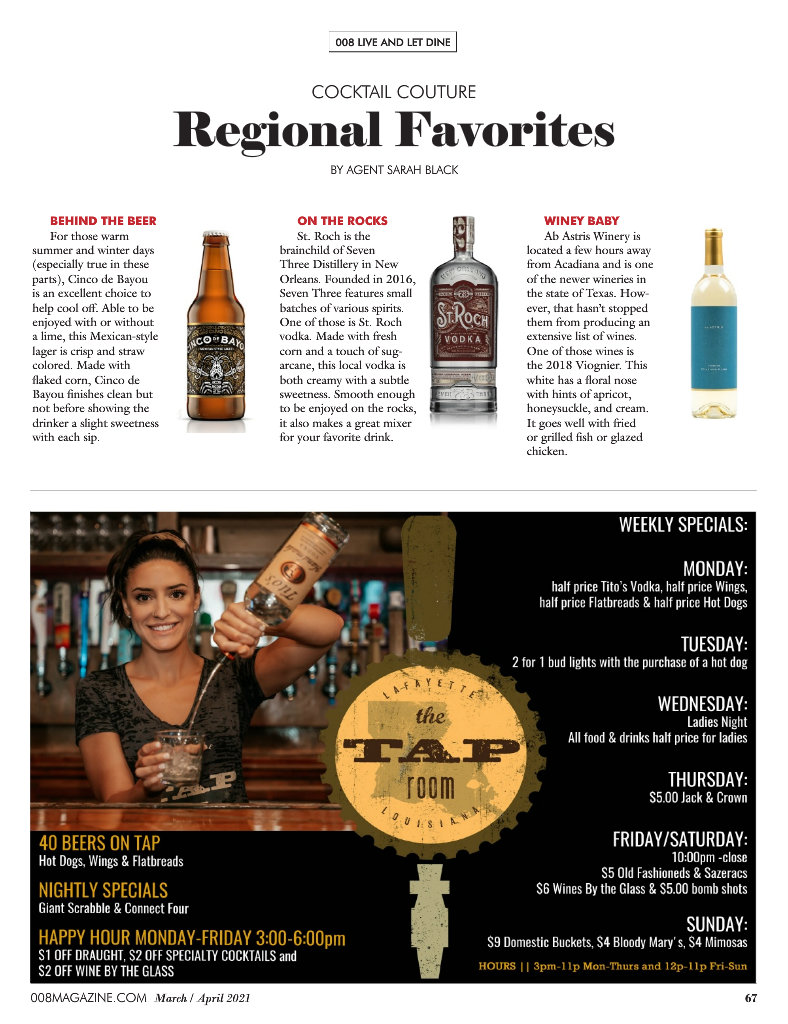 008 LIVE AND LET DINE
COCKTAIL COUTURE
Regional Favorites
BY AGENT SARAH BLACK
BEHIND THE BEER
For those warm
summer and winter days
(especially true in these
parts), Cinco de Bayou
is an excellent choice to
help cool off. Able to be
enjoyed with or without
a lime, this Mexican-style
lager is crisp and straw
colored. Made with
flaked corn, Cinco de
Bayou finishes clean but
not before showing the
drinker a slight sweetness
with each sip.
ON THE ROCKS
St. Roch is the
brainchild of Seven
Three Distillery in New
Orleans. Founded in 2016,
Seven Three features small
batches of various spirits.
One of those is St. Roch
vodka. Made with fresh
corn and a touch of sug-
arcane, this local vodka is
both creamy with a subtle
sweetness. Smooth enough
to be enjoyed on the rocks,
it also makes a great mixer
for your favorite drink.
ST. ROCH
VODKA
WINEY BABY
Ab Astris Winery is
located a few hours away
from Acadiana and is one
of the newer wineries in
the state of Texas. How-
ever, that hasn't stopped
them from producing an
extensive list of wines.
One of those wines is
the 2018 Viognier. This
white has a floral nose
with hints of apricot,
honeysuckle, and cream.
It goes well with fried
or grilled fish or glazed
chicken.
TITO'S
TAP
LAFAYETTE
the
TAP
room
LOUISIANA
40 BEERS ON TAP
Hot Dogs, Wings & Flatbreads
NIGHTLY SPECIALS
Giant Scrabble & Connect Four
HAPPY HOUR MONDAY-FRIDAY 3:00-6:00pm
$1 OFF DRAUGHT, $2 OFF SPECIALTY COCKTAILS and
$2 OFF WINE BY THE GLASS
WEEKLY SPECIALS:
MONDAY:
half price Tito's Vodka, half price Wings,
half price Flatbreads & half price Hot Dogs
TUESDAY:
2 for 1 bud lights with the purchase of a hot dog
WEDNESDAY:
Ladies Night
All food & drinks half price for ladies
THURSDAY:
$5.00 Jack & Crown
FRIDAY/SATURDAY:
10:00pm -close
$5 Old Fashioneds & Sazeracs
$6 Wines By the Glass & $5.00 bomb shots
SUNDAY:
$9 Domestic Buckets, $4 Bloody Mary's, $4 Mimosas
HOURS || 3pm-11p Mon-Thurs and 12p-11p Fri-Sun
008MAGAZINE.COM March / April 2021
67